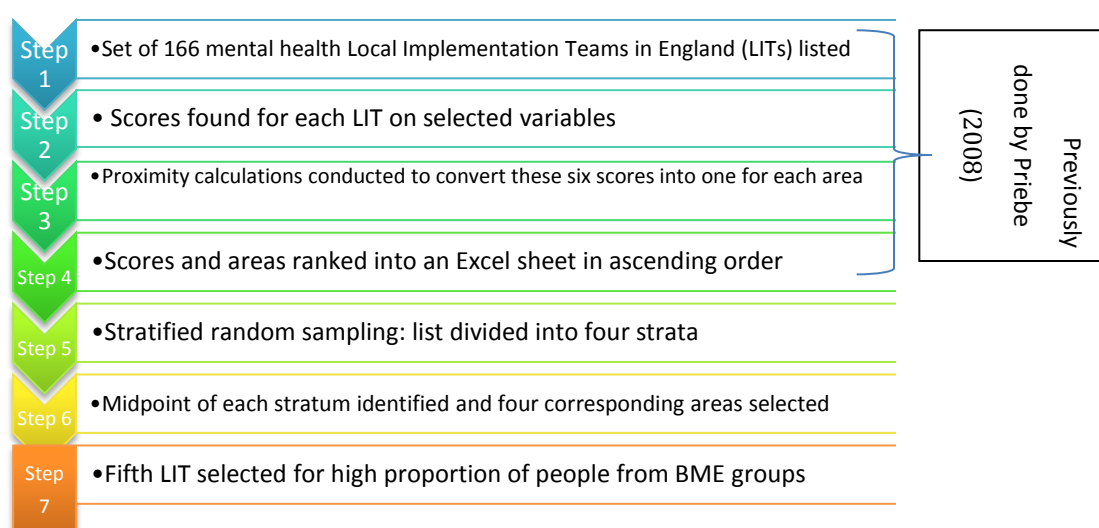 Step
1
•Set of 166 mental health Local Implementation Teams in England (LITs) listed
Step
2
• Scores found for each LIT on selected variables
Step
3
•Proximity calculations conducted to convert these six scores into one for each area
Step 4
•Scores and areas ranked into an Excel sheet in ascending order
Step 5
•Stratified random sampling: list divided into four strata
Step 6
•Midpoint of each stratum identified and four corresponding areas selected
Step
7
•Fifth LIT selected for high proportion of people from BME groups
Previously
done by Priebe
(2008)